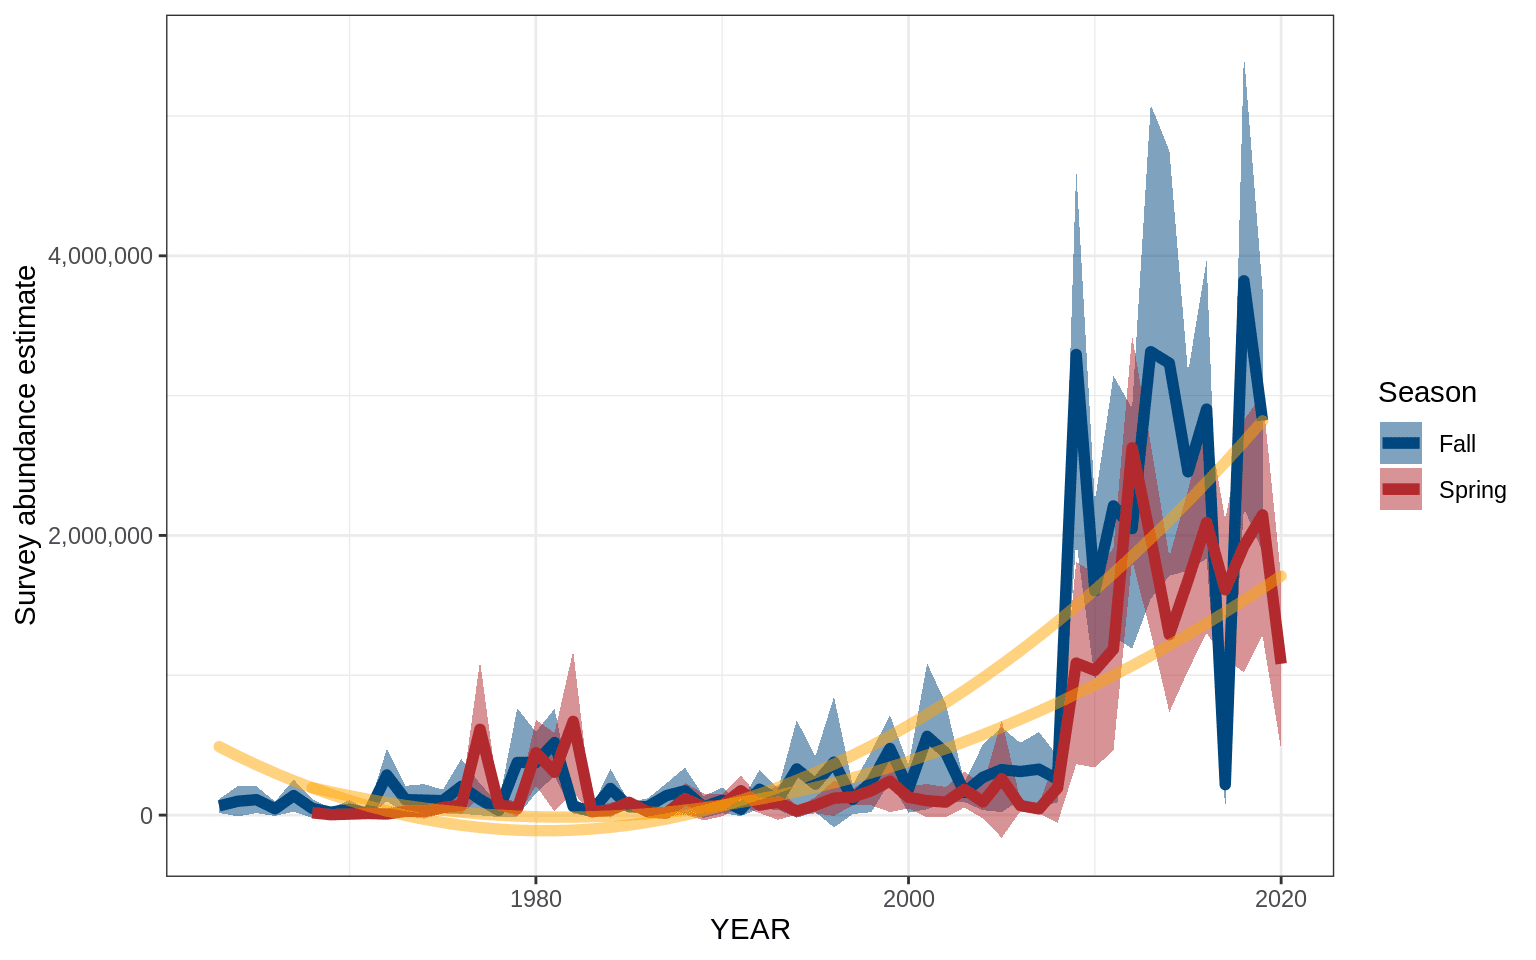 Survey abundance estimate
4,000,000
2,000,000
0
1980
2000
2020
YEAR
Season
Fall
Spring